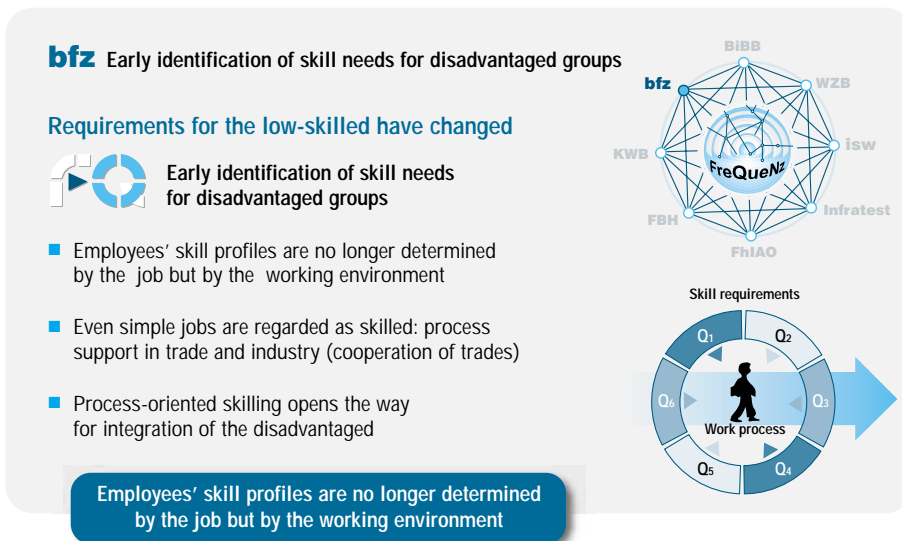 bfz Early identification of skill needs for disadvantaged groups
Requirements for the low-skilled have changed
Early identification of skill needs
for disadvantaged groups
Employees' skill profiles are no longer determined
by the job but by the working environment
Even simple jobs are regarded as skilled: process
support in trade and industry (cooperation of trades)
Process-oriented skilling opens the way
for integration of the disadvantaged
Employees' skill profiles are no longer determined
by the job but by the working environment
BiBB
bfz
WZB
KWB
isw
FreQueNz
FBH
Infratest
FhIAO
Skill requirements
Q1
Q2
Q6
Q3
Work process
Q5
Q4